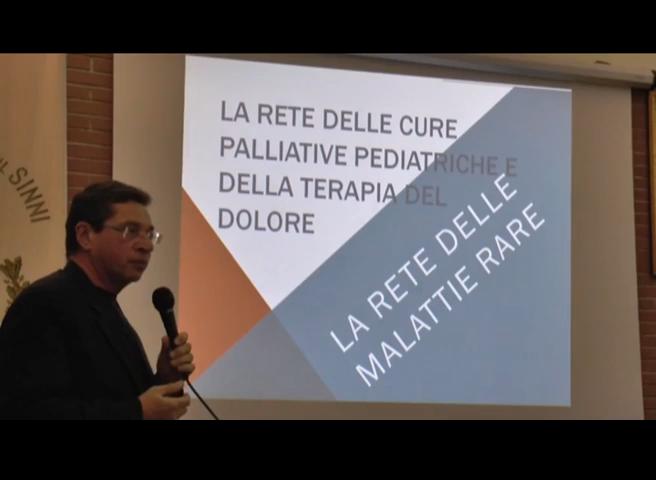 SINNI
LA RETE DELLE CURE
PALLIATIVE PEDIATRICHE E
DELLA TERAPIA DEL
DOLORE
LA RETE DELLE
MALATTIE RARE